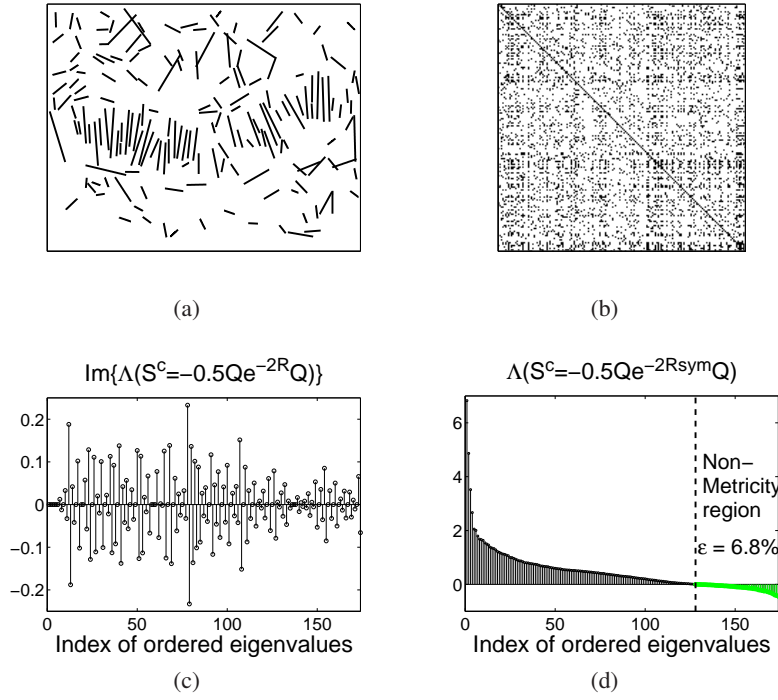 (a)
(b)
Im{Λ(S^c=−0.5Qe^−2RQ)}
0.2
0.1
0
−0.1
−0.2
0 50 100 150
Index of ordered eigenvalues
(c)
Λ(S^c=−0.5Qe^−2Rsym Q)
6
4
2
0
Non−
Metricity
region
ε = 6.8%
0 50 100 150
Index of ordered eigenvalues
(d)